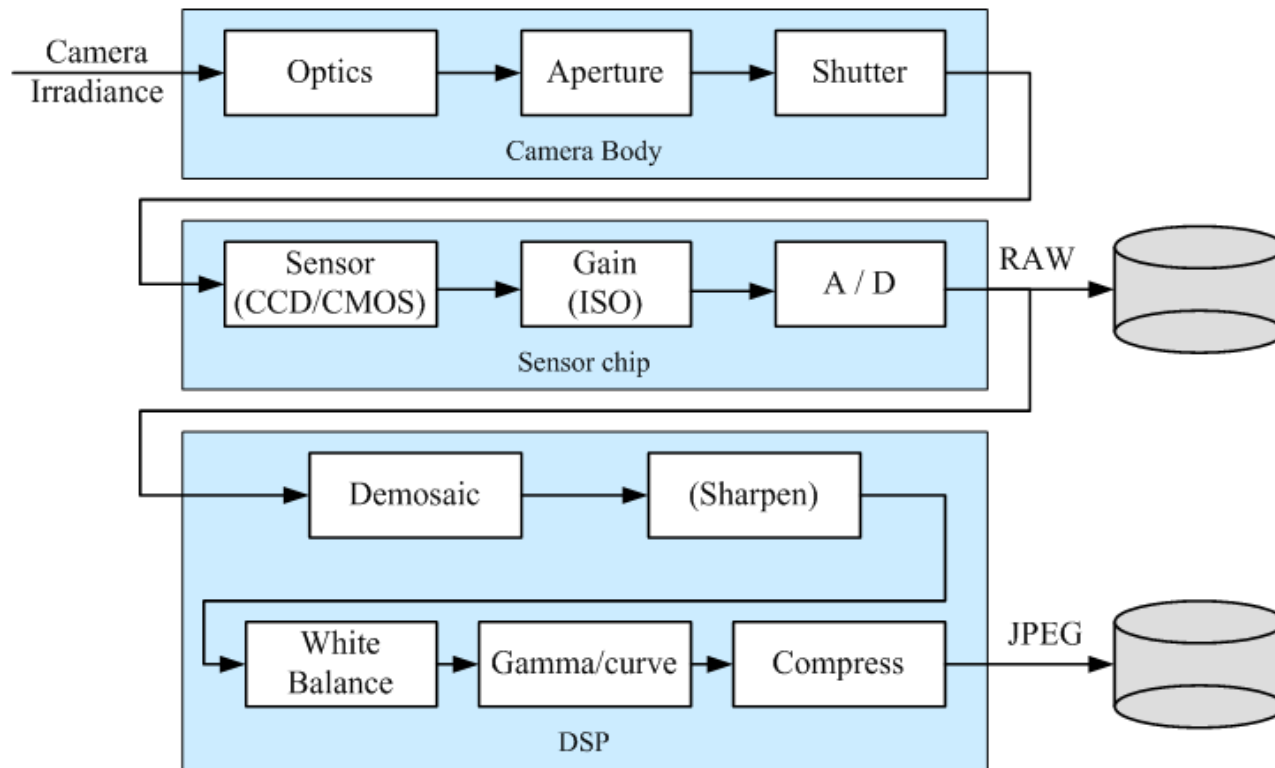 Camera
Irradiance
Optics
Aperture
Shutter
Camera Body
Sensor
(CCD/CMOS)
Gain
(ISO)
A / D
RAW
Sensor chip
Demosaic
(Sharpen)
White
Balance
Gamma/curve
Compress
JPEG
DSP